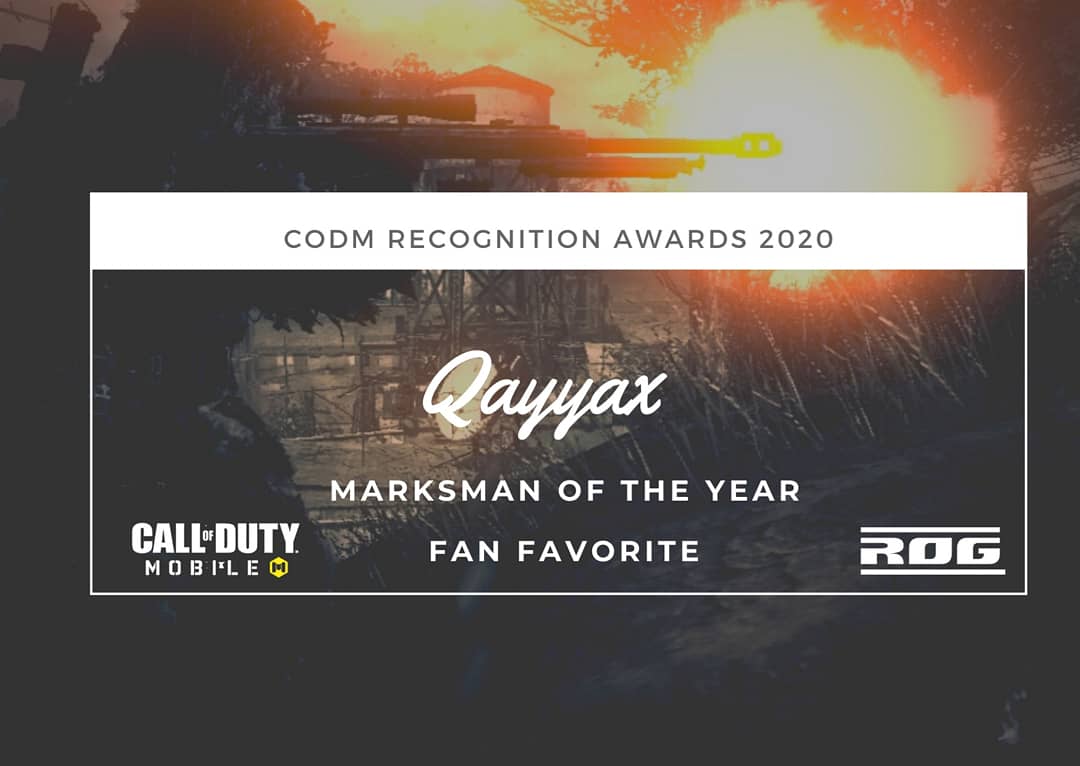 CODM RECOGNITION AWARDS 2020
Qayyax
MARKSMAN OF THE YEAR
FAN FAVORITE
CALL OF DUTY
MOBILE
ROG